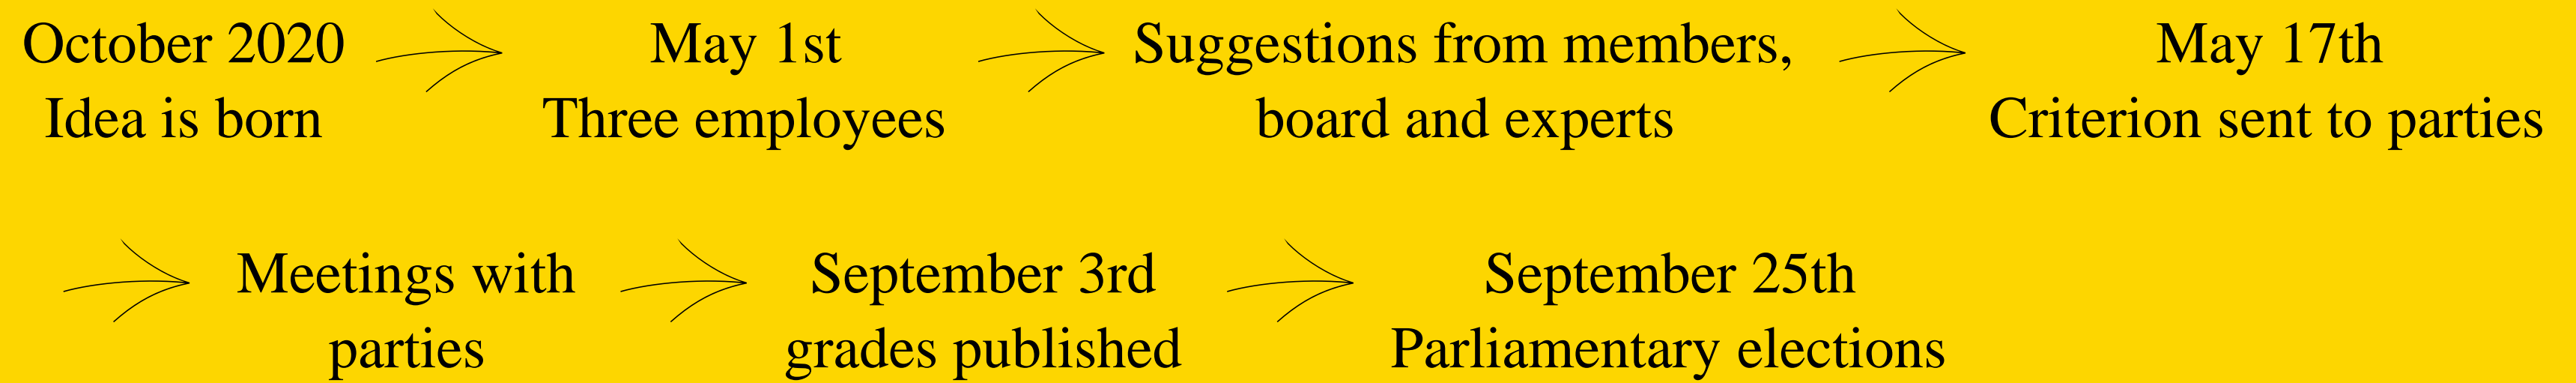 October 2020
Idea is born
May 1st
Three employees
Suggestions from members,
board and experts
May 17th
Criterion sent to parties
Meetings with
parties
September 3rd
grades published
September 25th
Parliamentary elections